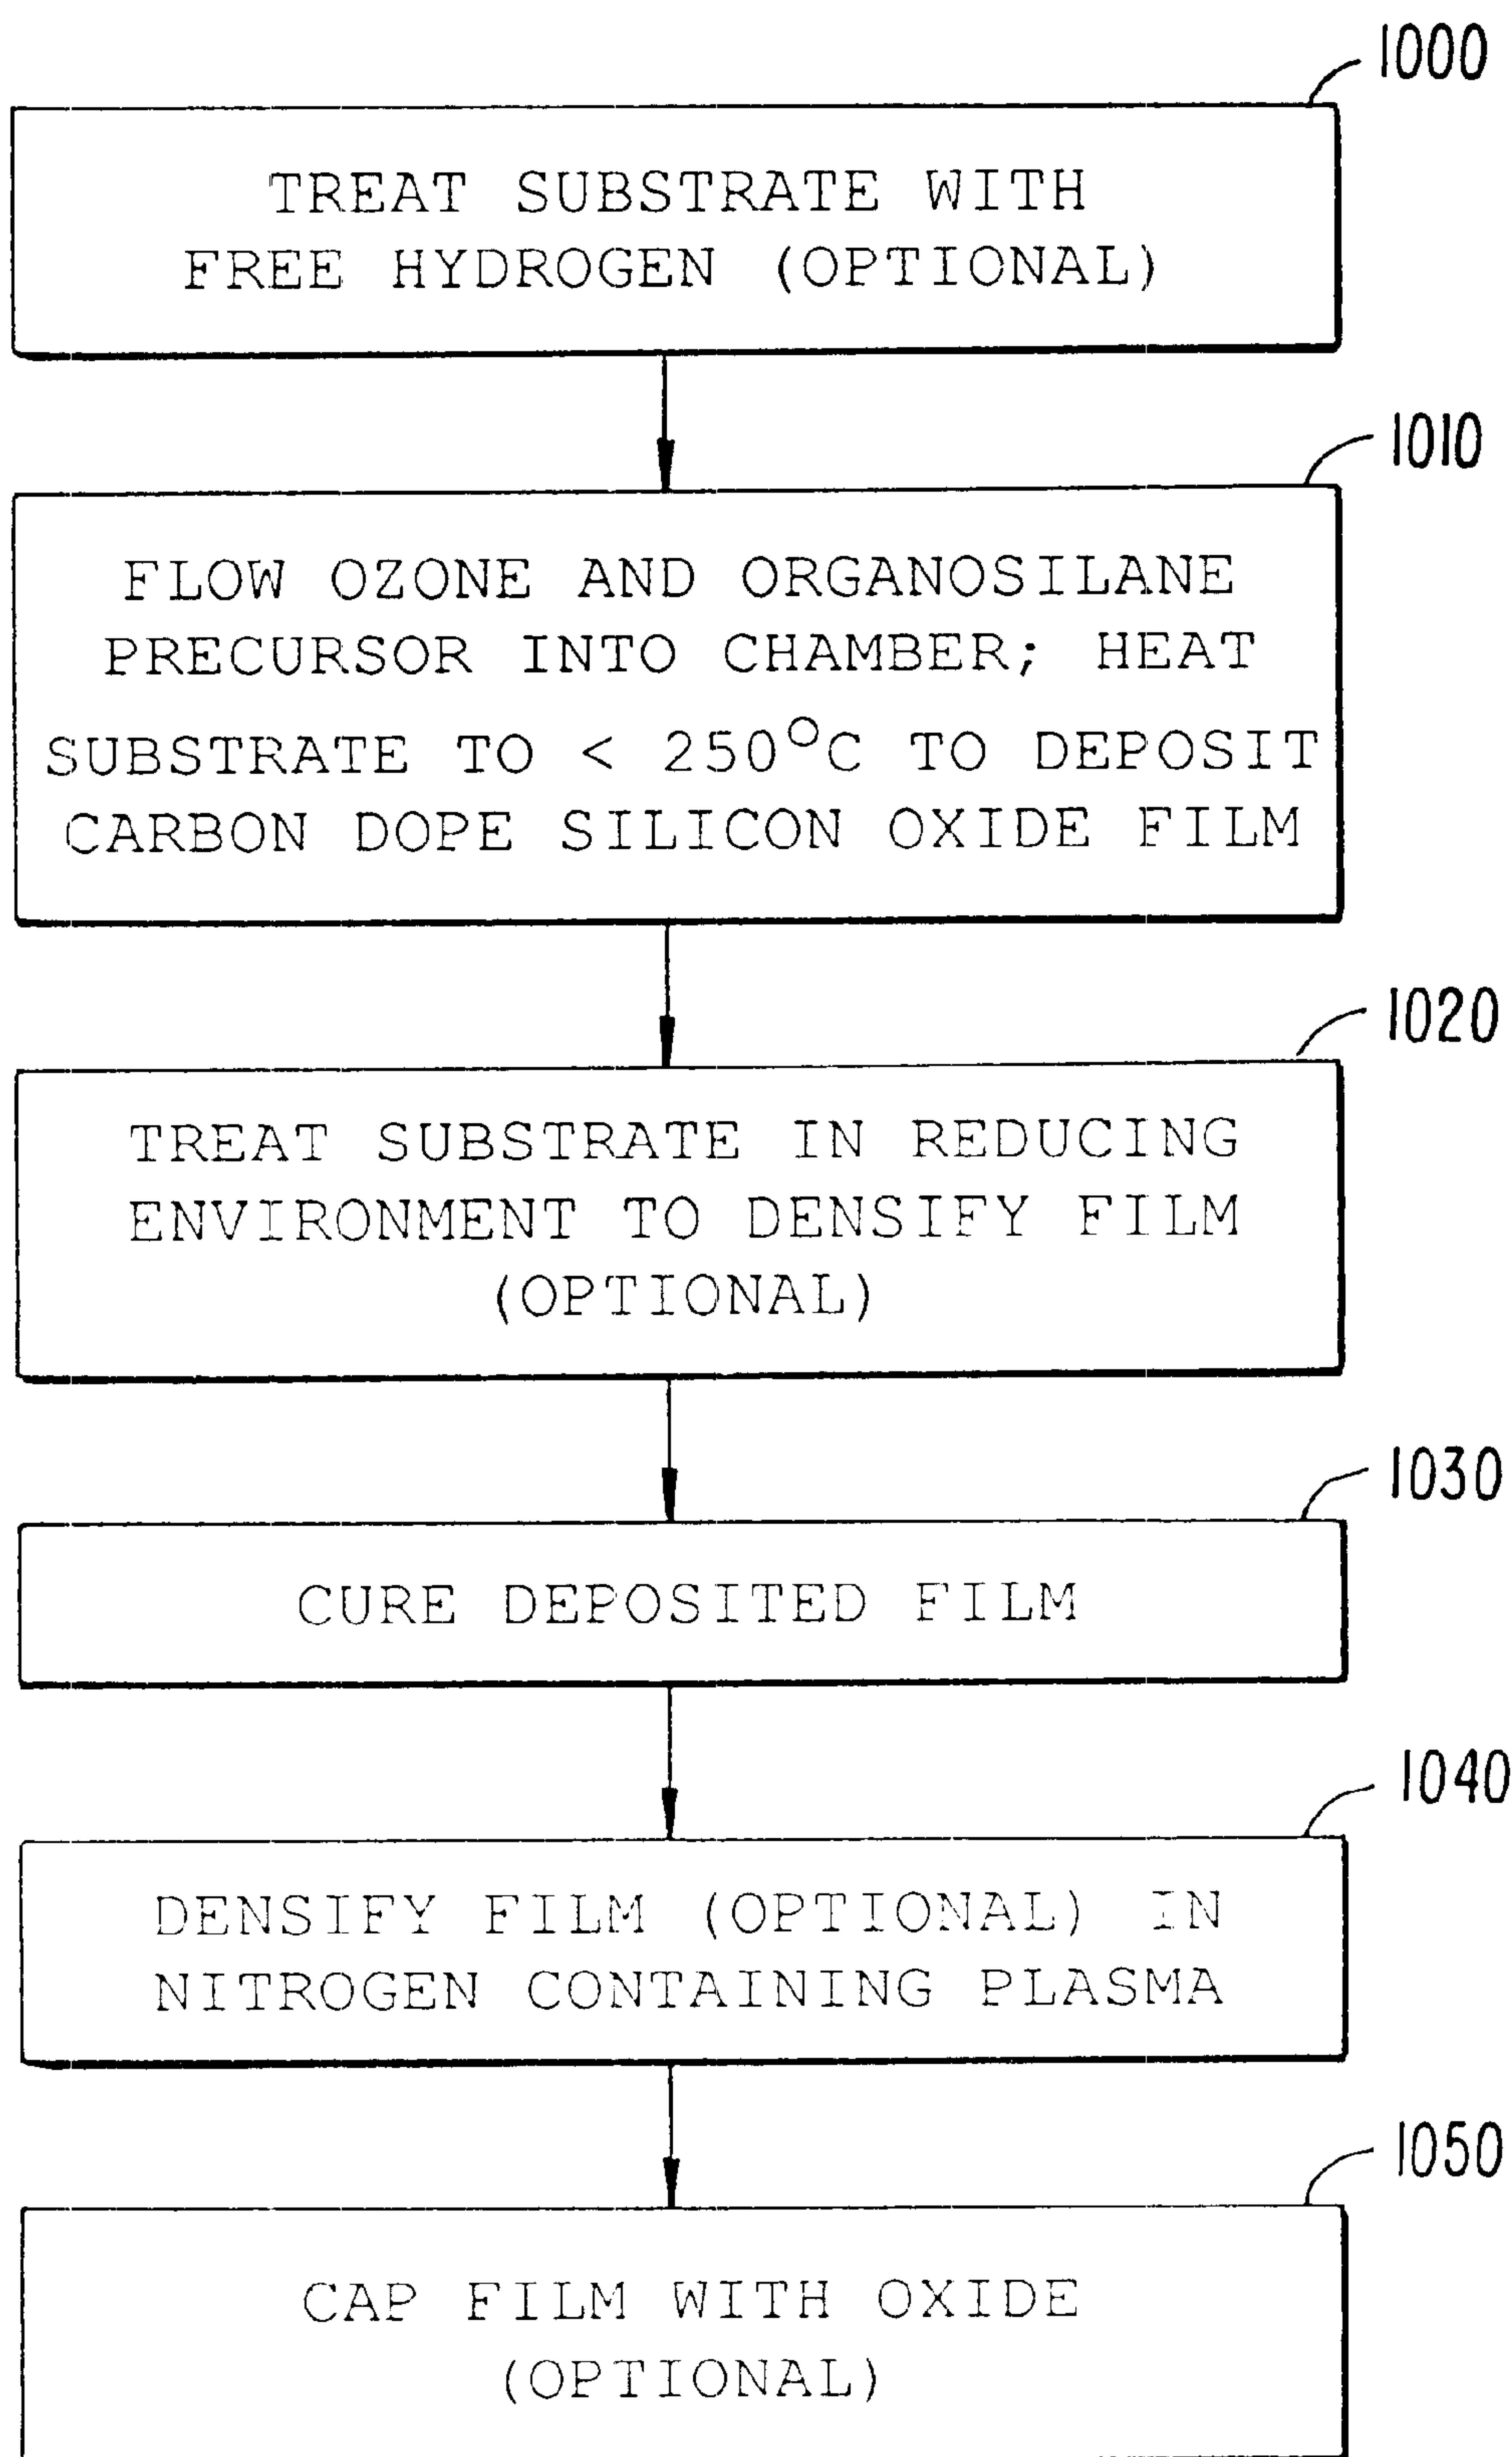 1000
TREAT SUBSTRATE WITH
FREE HYDROGEN (OPTIONAL)
1010
FLOW OZONE AND ORGANOSILANE
PRECURSOR INTO CHAMBER; HEAT
SUBSTRATE TO < 250°C TO DEPOSIT
CARBON DOPE SILICON OXIDE FILM
1020
TREAT SUBSTRATE IN REDUCING
ENVIRONMENT TO DENSIFY FILM
(OPTIONAL)
1030
CURE DEPOSITED FILM
1040
DENSIFY FILM (OPTIONAL) IN
NITROGEN CONTAINING PLASMA
1050
CAP FILM WITH OXIDE
(OPTIONAL)